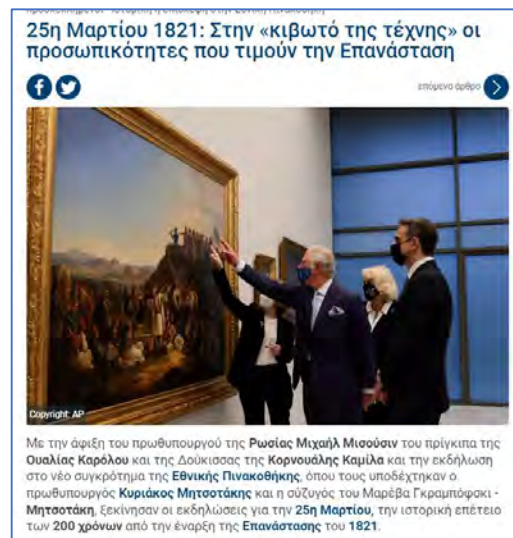 25η Μαρτίου 1821: Στην «κιβωτό της τέχνης» οι
προσωπικότητες που τιμούν την Επανάσταση
επόμενο άρθρο
Copyright: AP
Με την άφιξη του πρωθυπουργού της Ρωσίας Μιχαήλ Μισούσιν του πρίγκιπα της
Ουαλίας Καρόλου και της Δούκισσας της Κορνουάλης Καμίλα και την εκδήλωση
στο νέο συγκρότημα της Εθνικής Πινακοθήκης, όπου τους υποδέχτηκαν ο
πρωθυπουργός Κυριάκος Μητσοτάκης και η σύζυγός του Μαρέβα Γκραμπόφσκι -
Μητσοτάκη, ξεκίνησαν οι εκδηλώσεις για την 25η Μαρτίου, την ιστορική επέτειο
των 200 χρόνων από την έναρξη της Επανάστασης του 1821.